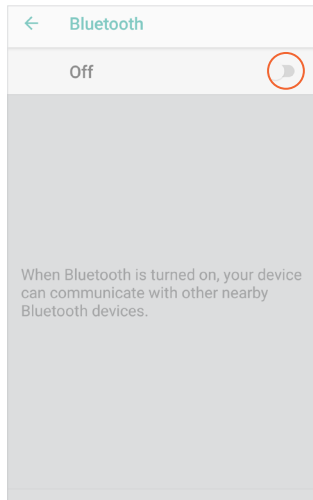 Bluetooth
Off
When Bluetooth is turned on, your device
can communicate with other nearby
Bluetooth devices.